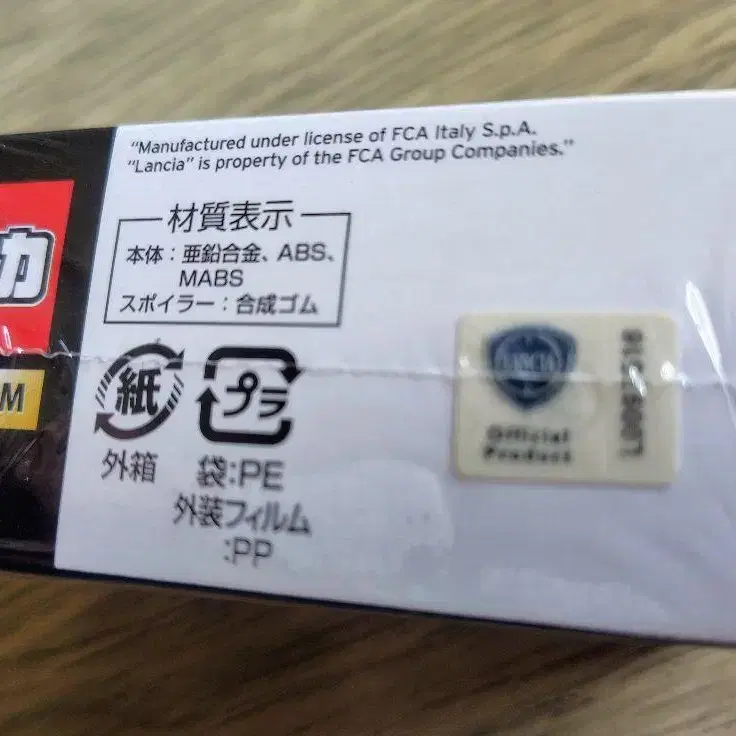 "Manufactured under license of FCA Italy S.p.A.
"Lancia" is property of the FCA Group Companies."
材質表示
本体：亜鉛合金、ABS、
MABS
スポイラー：合成ゴム
カ
M
紙
外箱
プラ
袋:PE
外装フィルム
:PP
LANCIA
Official
Product